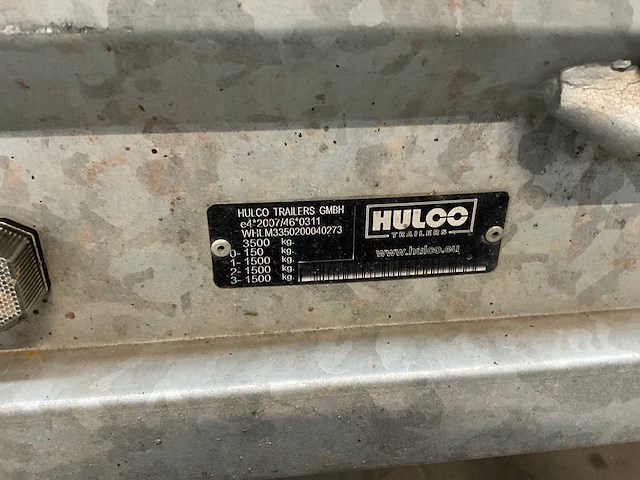 HULCO TRAILERS GMBH
e4*2007/46*0311
WHLM3350200040273
3500 kg.
0- 150 kg.
1- 1500 kg.
2- 1500 kg.
3- 1500 kg.
HULCO
TRAILERS
www.hulco.eu